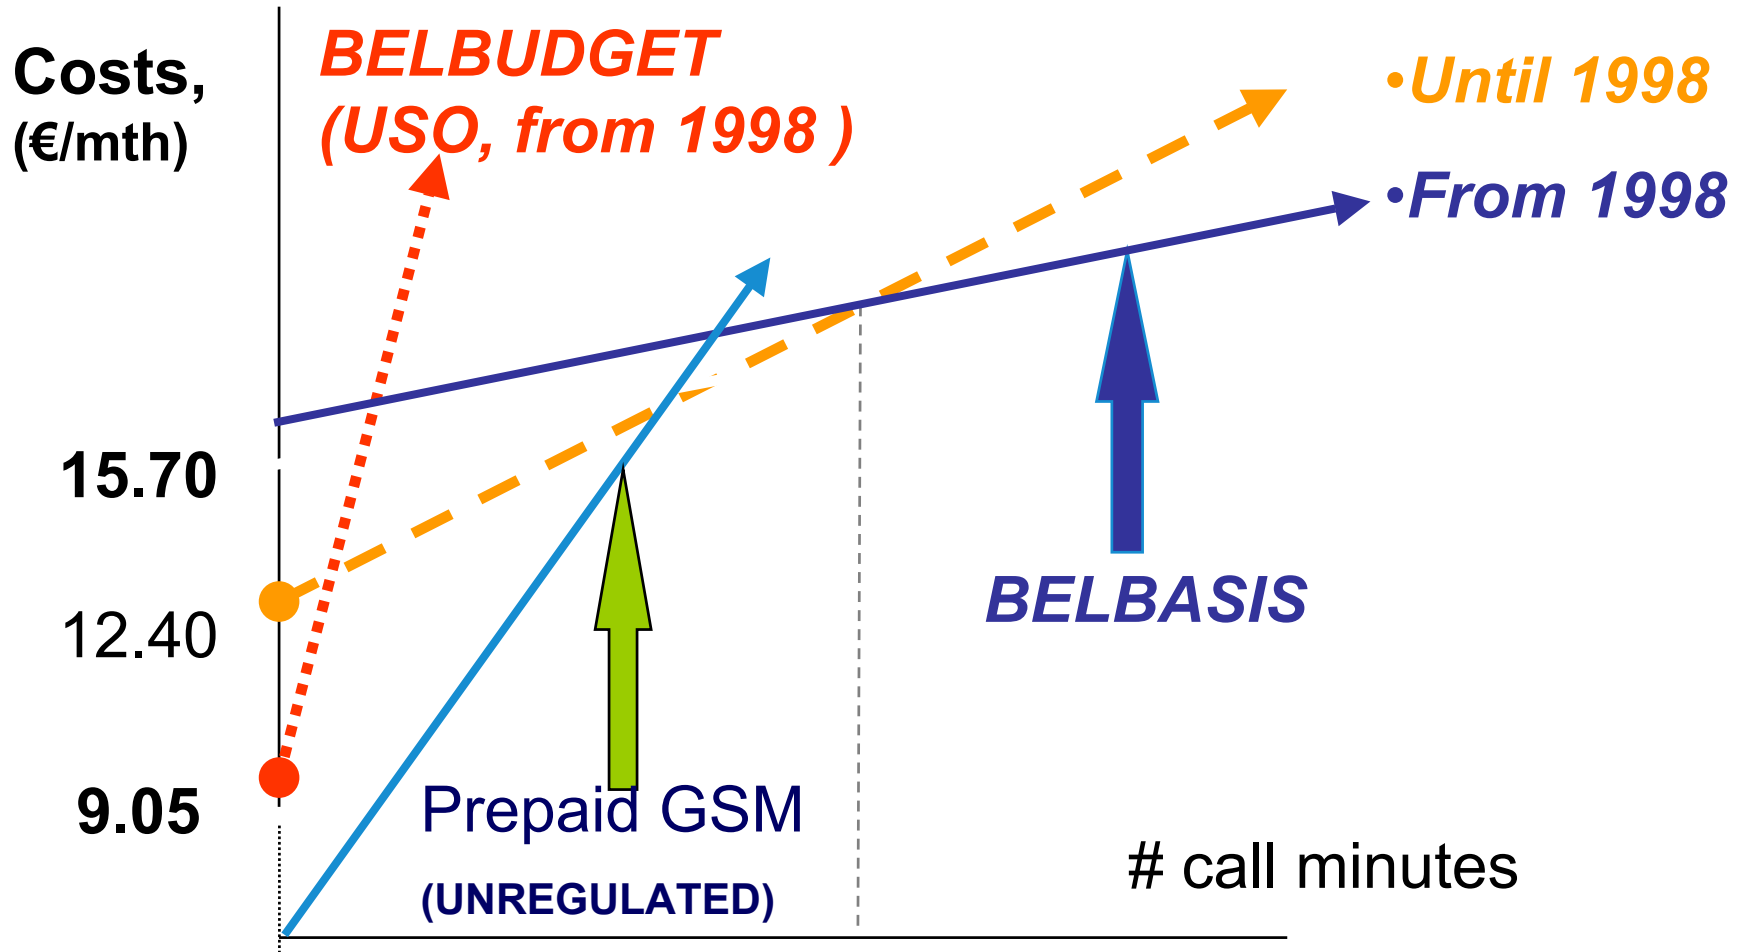 Costs,
(€/mth)
BELBUDGET
(USO, from 1998 )
•Until 1998
•From 1998
15.70
12.40
9.05
BELBASIS
Prepaid GSM
(UNREGULATED)
# call minutes